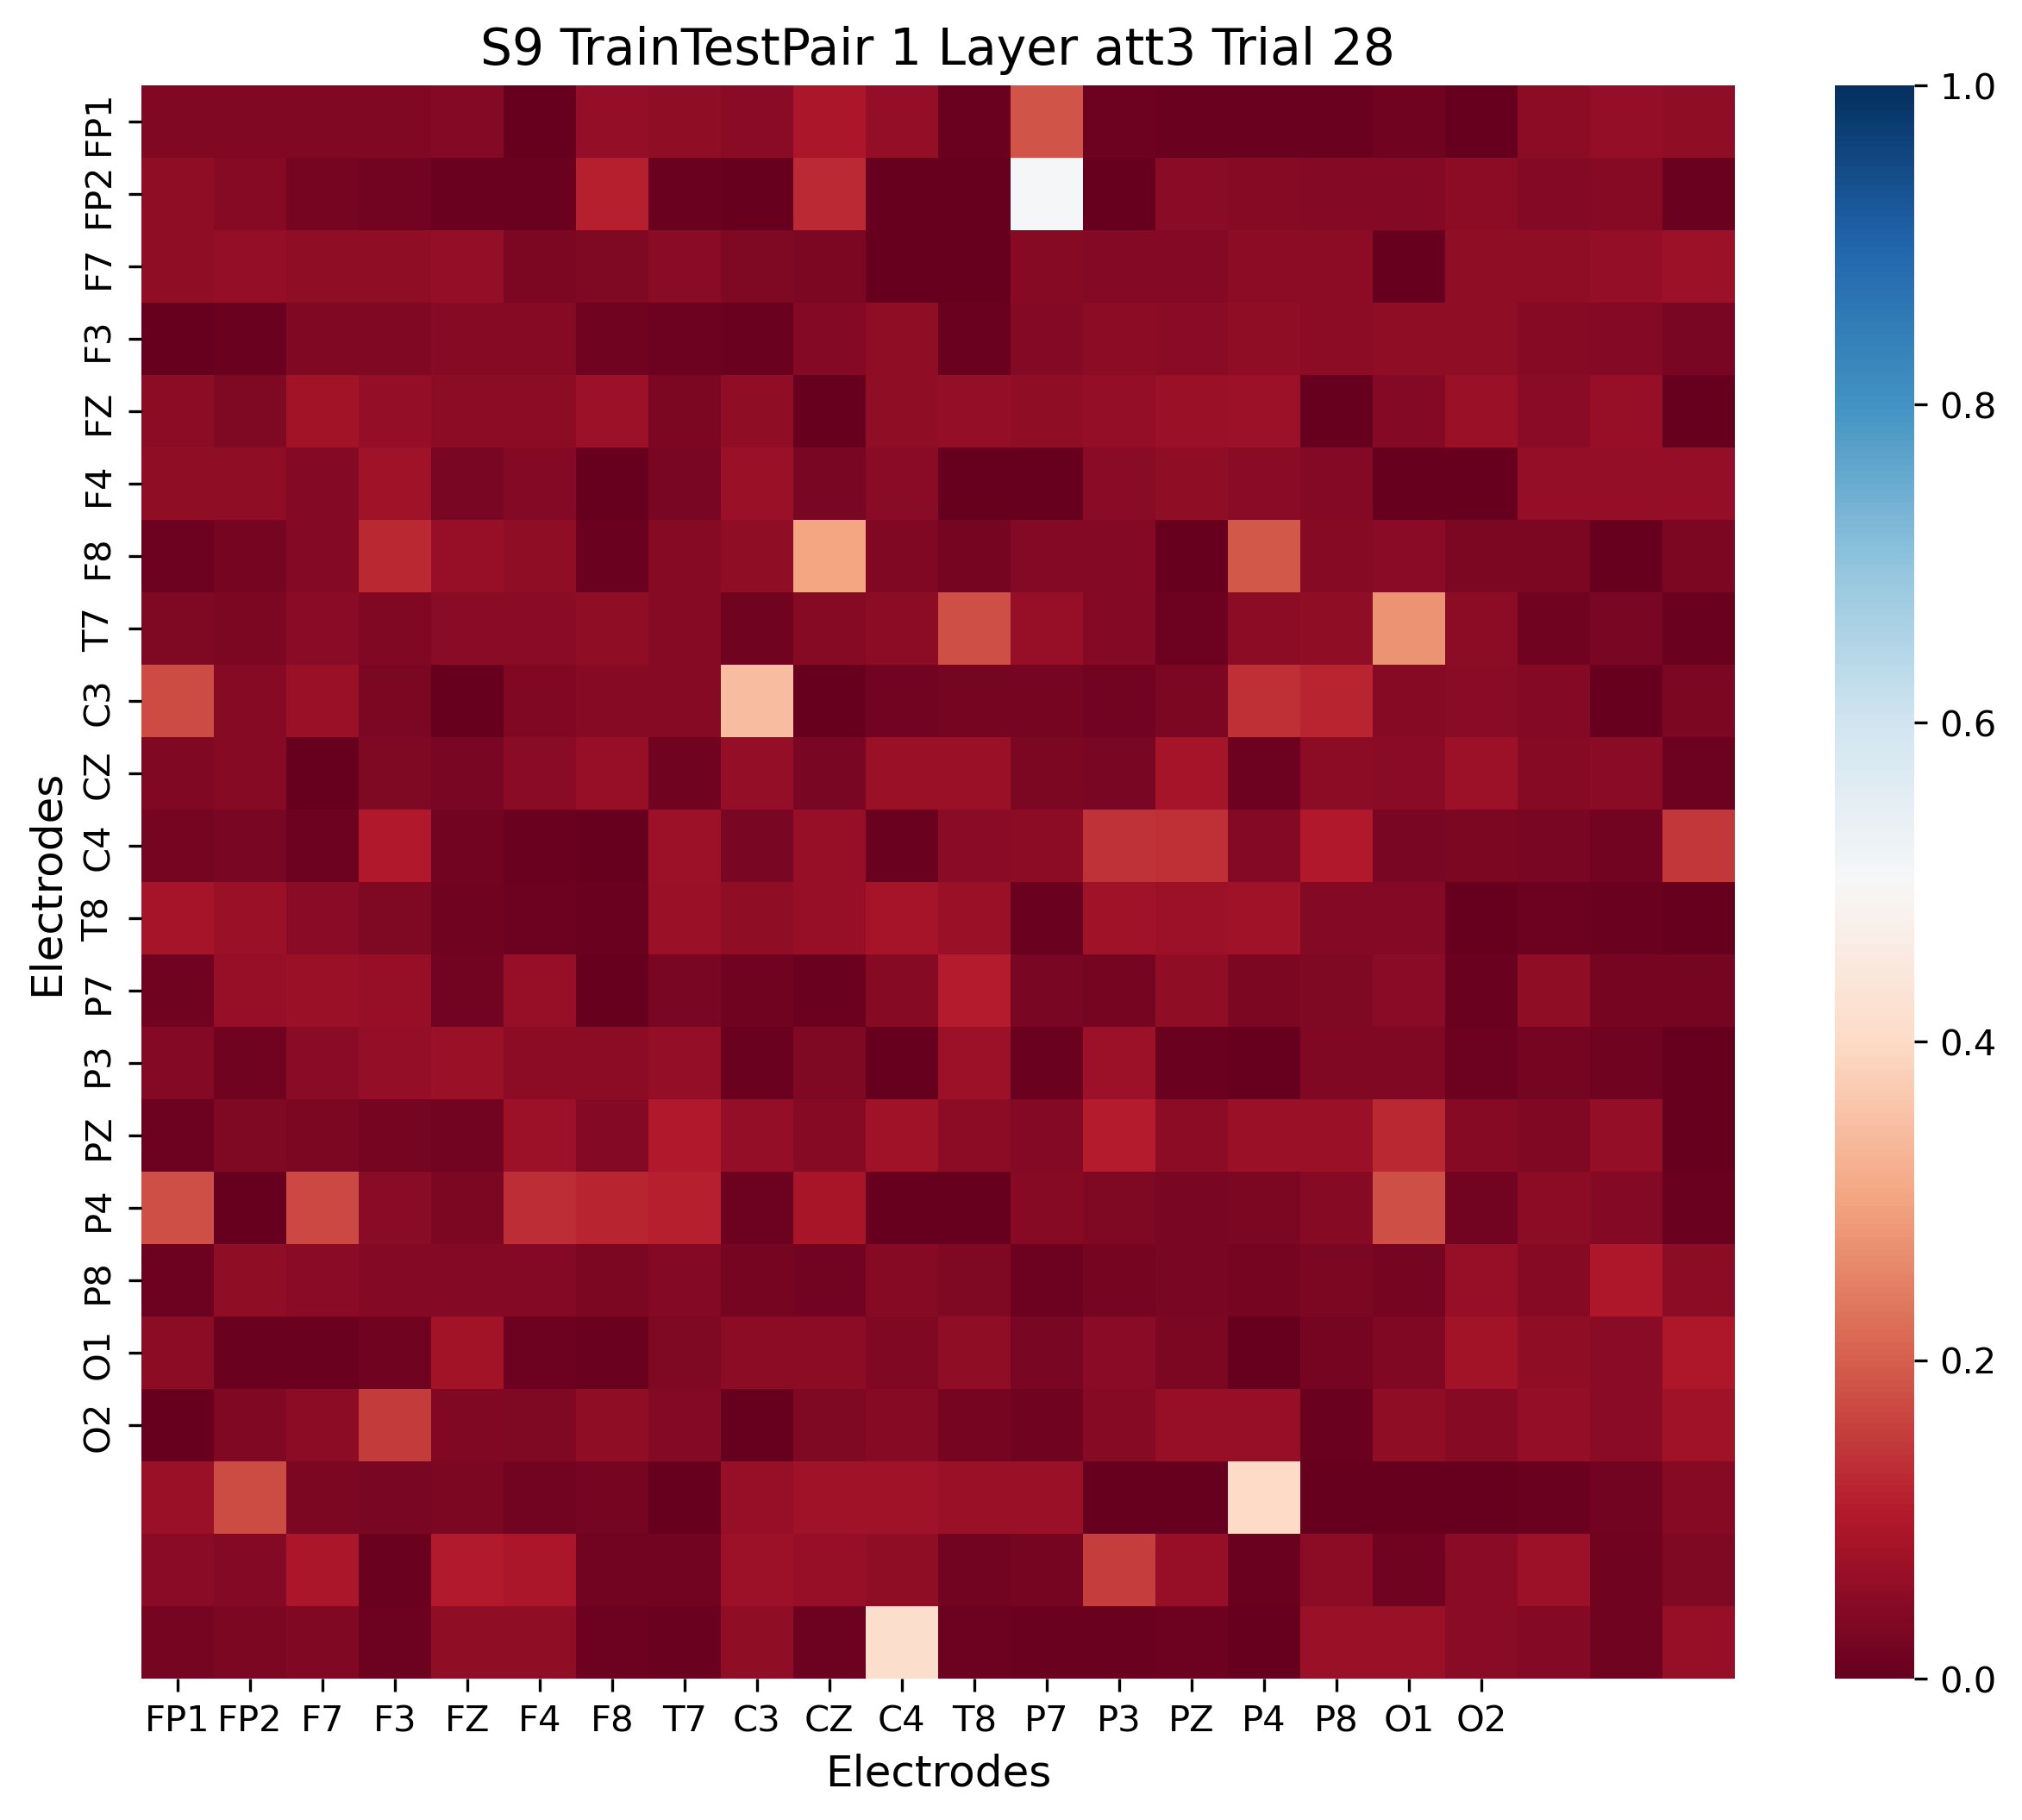 S9 TrainTestPair 1 Layer att3 Trial 28
Electrodes
FP1
FP2
F7
F3
FZ
F4
F8
T7
C3
CZ
C4
T8
P7
P3
PZ
P4
P8
O1
O2
FP1 FP2 F7 F3 FZ F4 F8 T7 C3 CZ C4 T8 P7 P3 PZ P4 P8 O1 O2
Electrodes
1.0
0.8
0.6
0.4
0.2
0.0